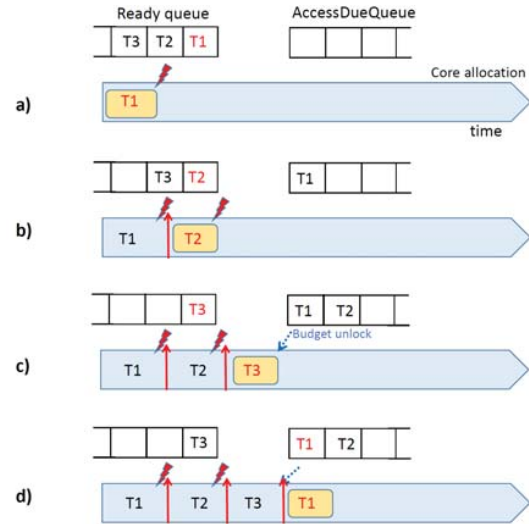 Ready queue AccessDueQueue
T3 T2 T1
Core allocation
a) T1
time
T3 T2 T1
b) T1 T2
T3 T1 T2
Budget unlock
c) T1 T2 T3
T3 T1 T2
d) T1 T2 T3 T1